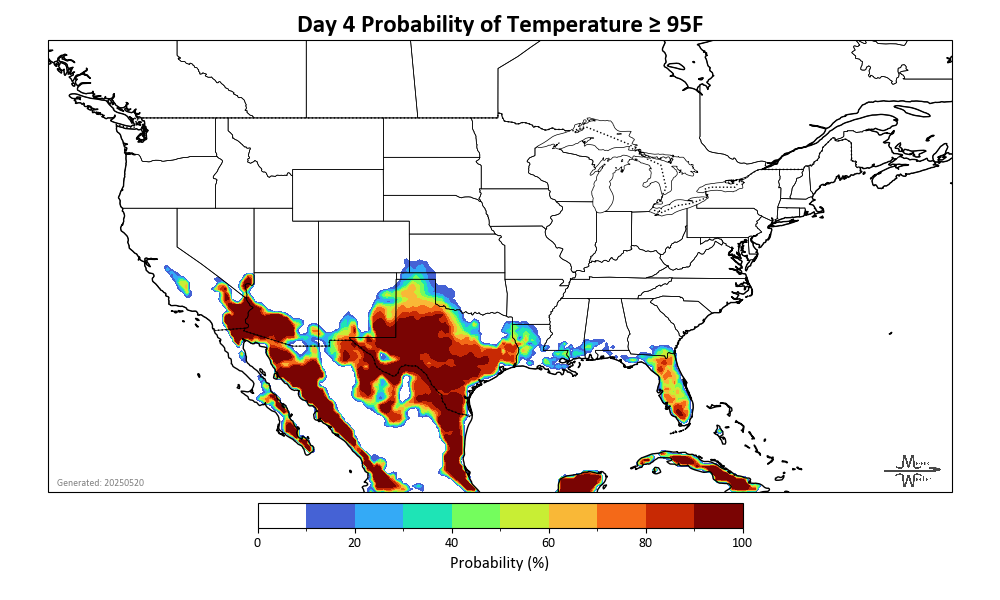 Day 4 Probability of Temperature ≥ 95F
Generated: 20250520
0 20 40 60 80 100
Probability (%)